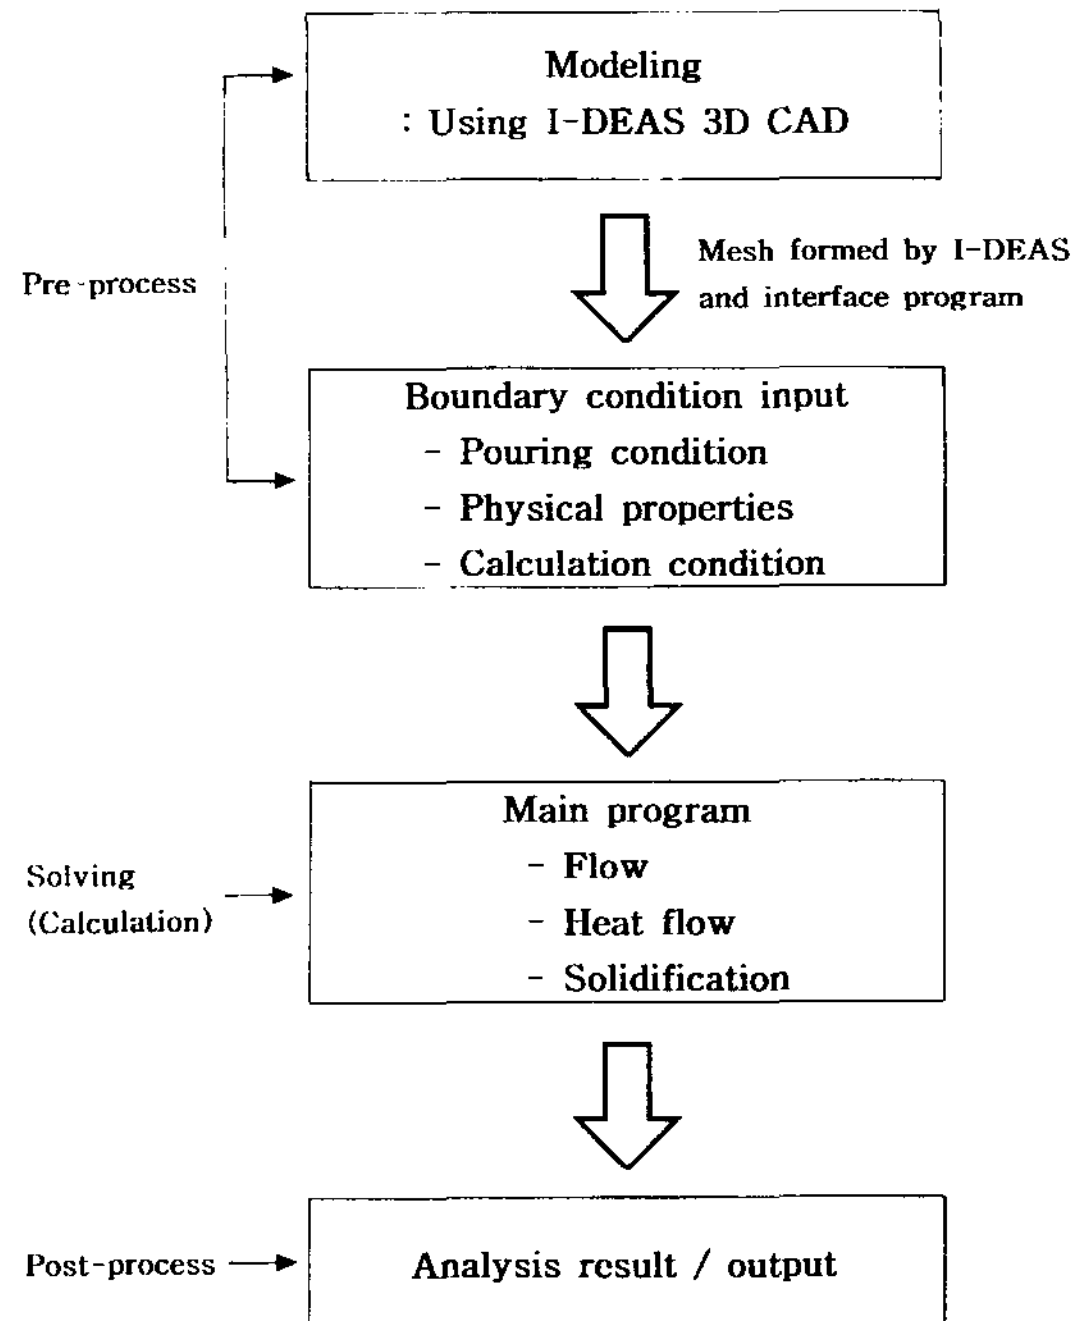 Modeling
: Using I-DEAS 3D CAD
Mesh formed by I-DEAS
and interface program
Pre-process
Boundary condition input
- Pouring condition
- Physical properties
- Calculation condition
Main program
- Flow
- Heat flow
- Solidification
Solving
(Calculation)
Post-process
Analysis result / output